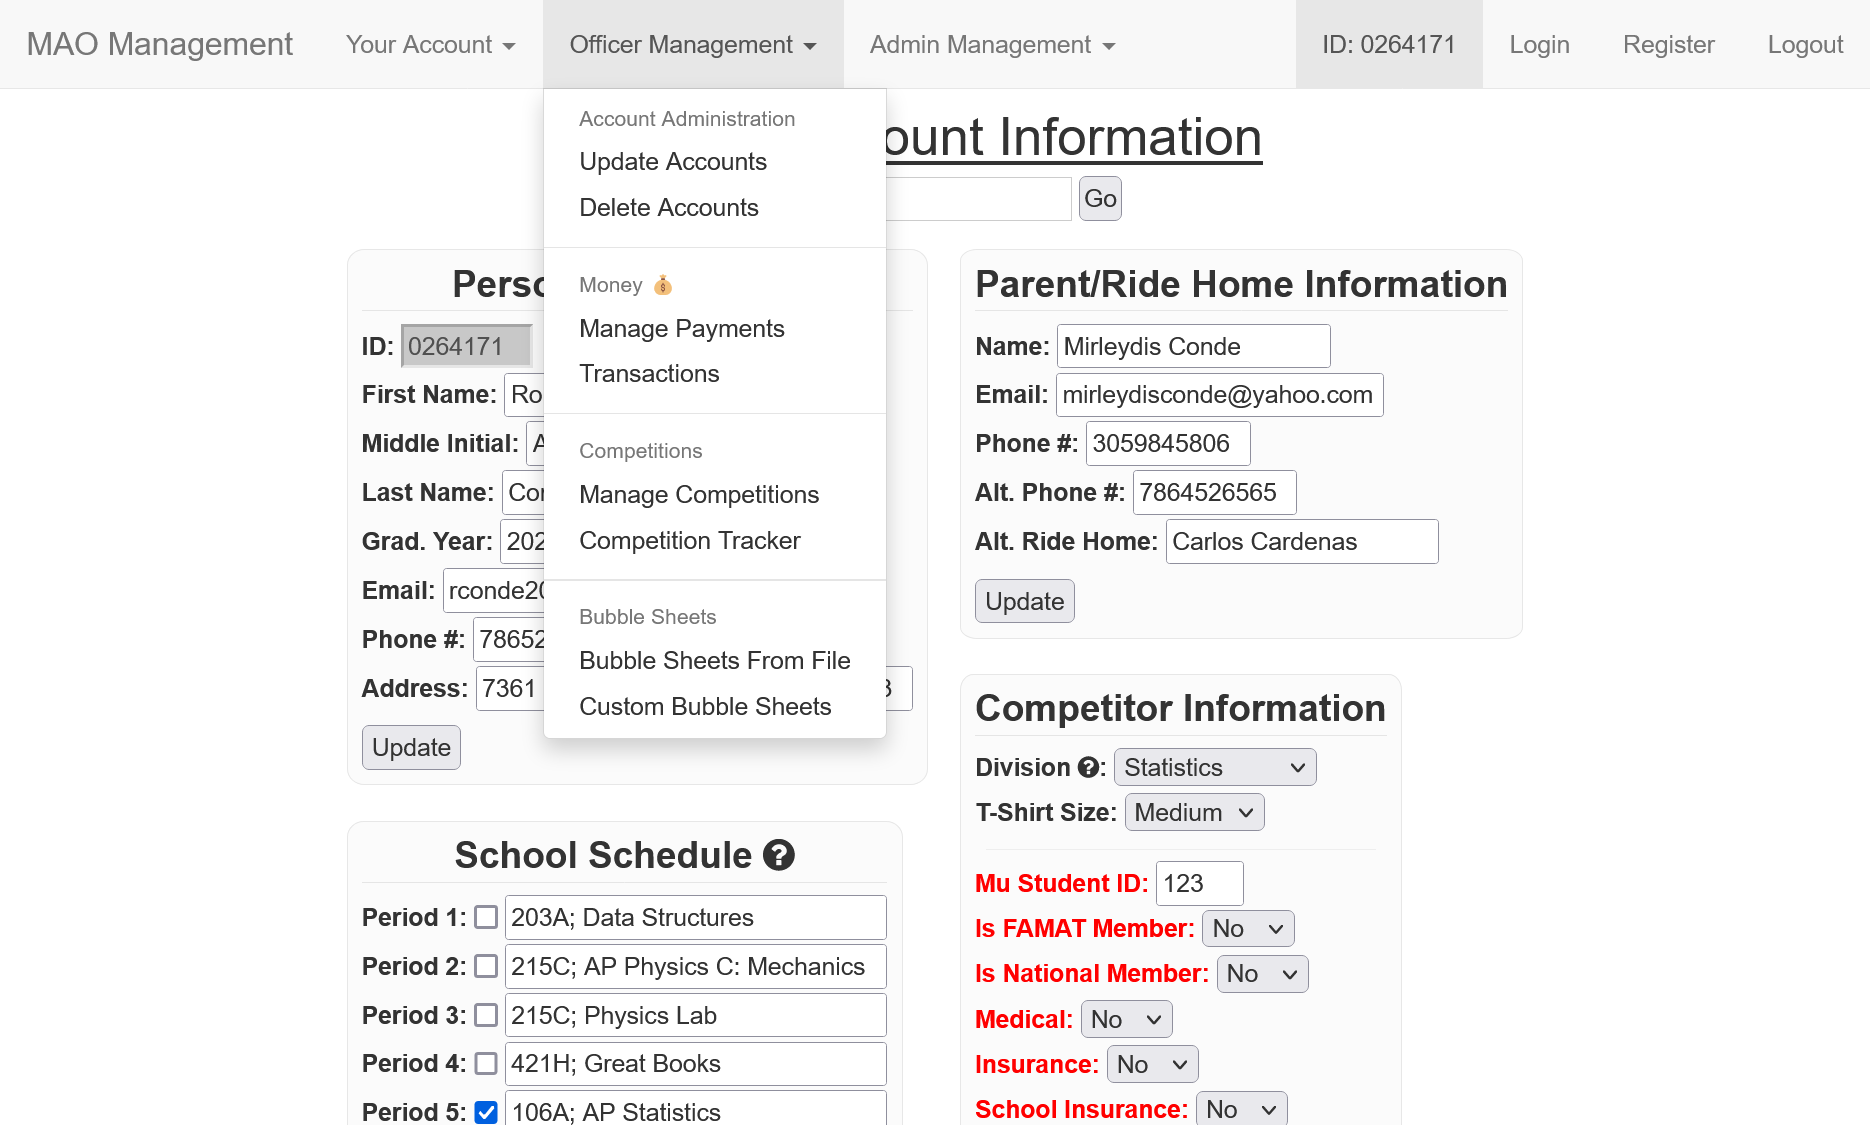 MAO Management Your Account Officer Management Admin Management ID: 0264171 Login Register Logout
Account Administration
Update Accounts
Delete Accounts
Money
Manage Payments
Transactions
Competitions
Manage Competitions
Competition Tracker
Bubble Sheets
Bubble Sheets From File
Custom Bubble Sheets
ount Information
Go
Perso
ID: 0264171
First Name: Ro
Middle Initial: A
Last Name: Con
Grad. Year: 202
Email: rconde20
Phone #: 78652
Address: 7361
Update
School Schedule ?
Period 1: 203A; Data Structures
Period 2: 215C; AP Physics C: Mechanics
Period 3: 215C; Physics Lab
Period 4: 421H; Great Books
Period 5: 106A; AP Statistics
Parent/Ride Home Information
Name: Mirleydis Conde
Email: mirleydisconde@yahoo.com
Phone #: 3059845806
Alt. Phone #: 7864526565
Alt. Ride Home: Carlos Cardenas
Update
Competitor Information
Division ?: Statistics
T-Shirt Size: Medium
Mu Student ID: 123
Is FAMAT Member: No
Is National Member: No
Medical: No
Insurance: No
School Insurance: No